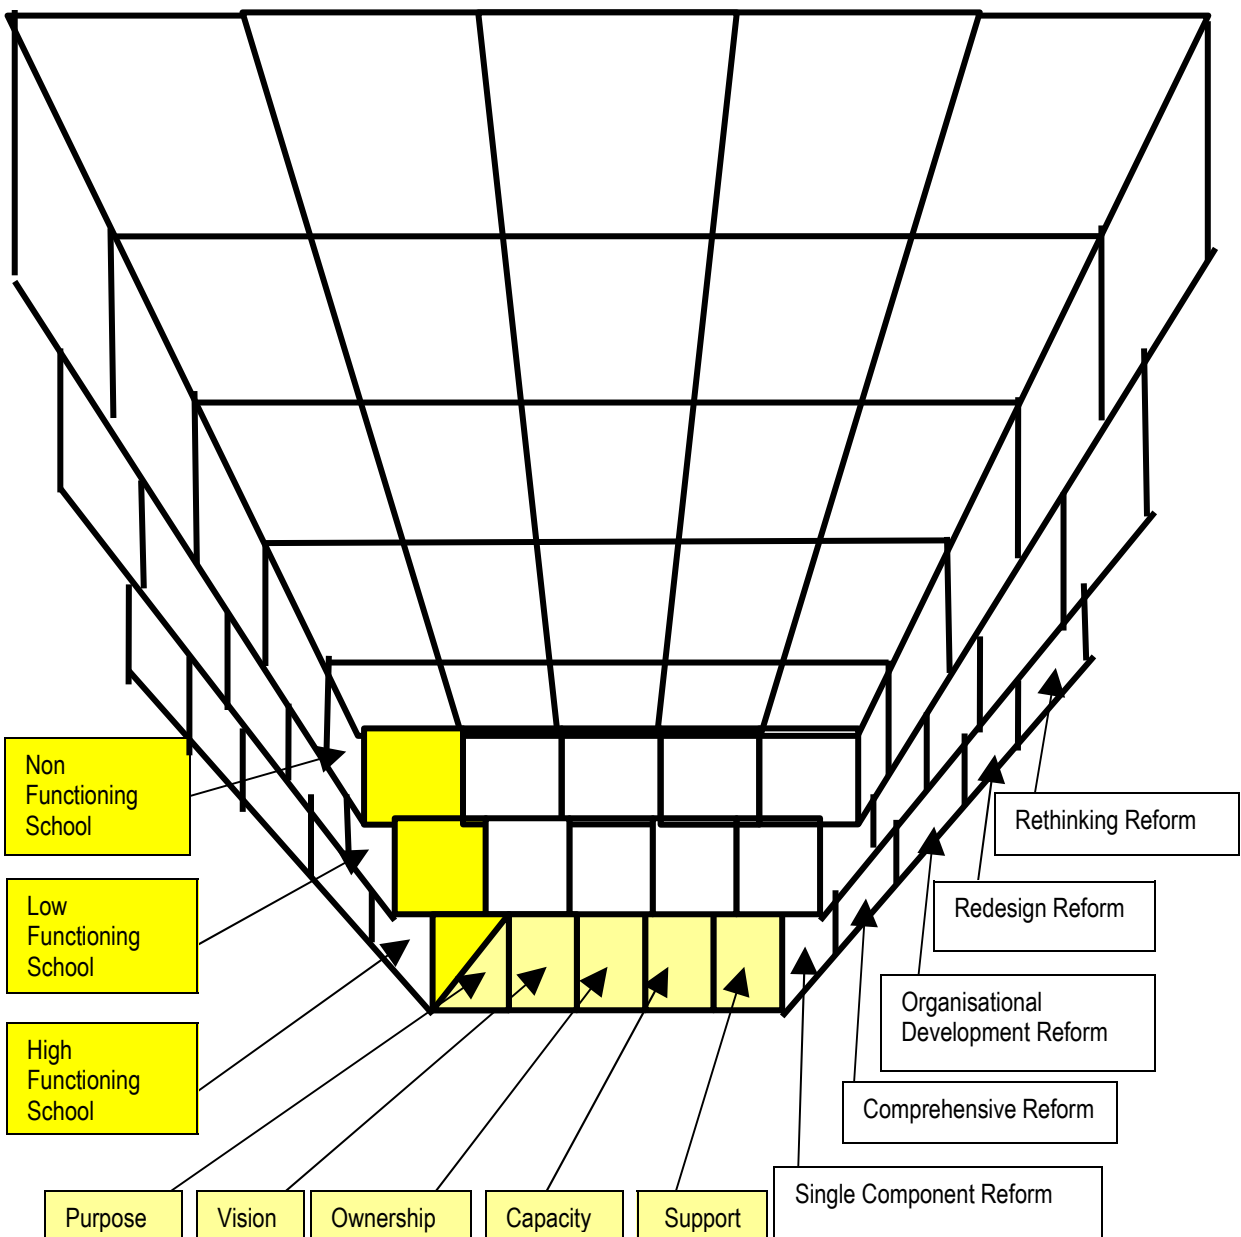 Non
Functioning
School
Low
Functioning
School
High
Functioning
School
Rethinking Reform
Redesign Reform
Organisational
Development Reform
Comprehensive Reform
Single Component Reform
Purpose
Vision
Ownership
Capacity
Support